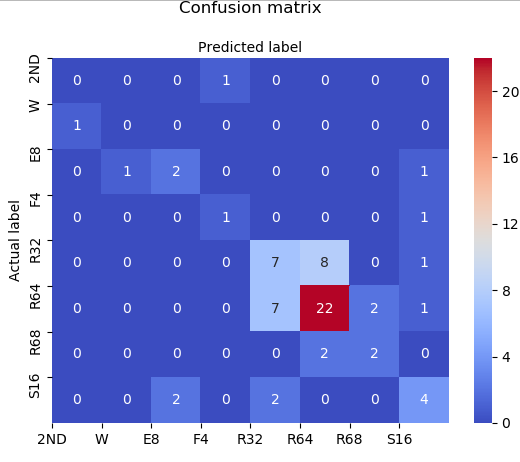 Confusion matrix
Predicted label
2ND 0 0 0 1 0 0 0 0
W 1 0 0 0 0 0 0 0
E8 0 1 2 0 0 0 0 1
F4 0 0 0 1 0 0 0 1
R32 0 0 0 0 7 8 0 1
R64 0 0 0 0 7 22 2 1
R68 0 0 0 0 0 2 2 0
S16 0 0 2 0 2 0 0 4
2ND W E8 F4 R32 R64 R68 S16
Actual label
20
16
12
8
4
0